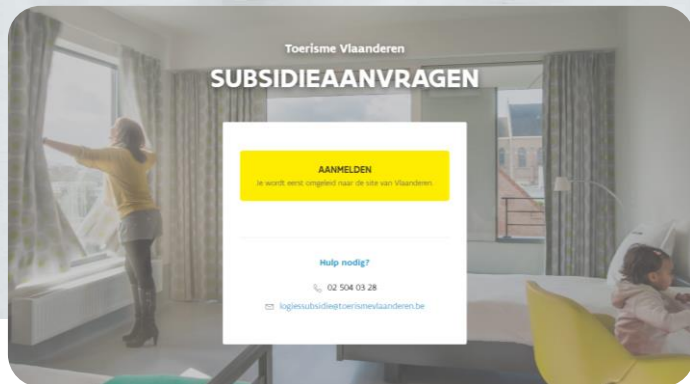 Toerisme Vlaanderen
SUBSIDIEAANVRAGEN
AANMELDEN
Je wordt eerst omgeleid naar de site van Vlaanderen
Hulp nodig?
02 504 03 28
logiessubsidie@toerismevlaanderen.be